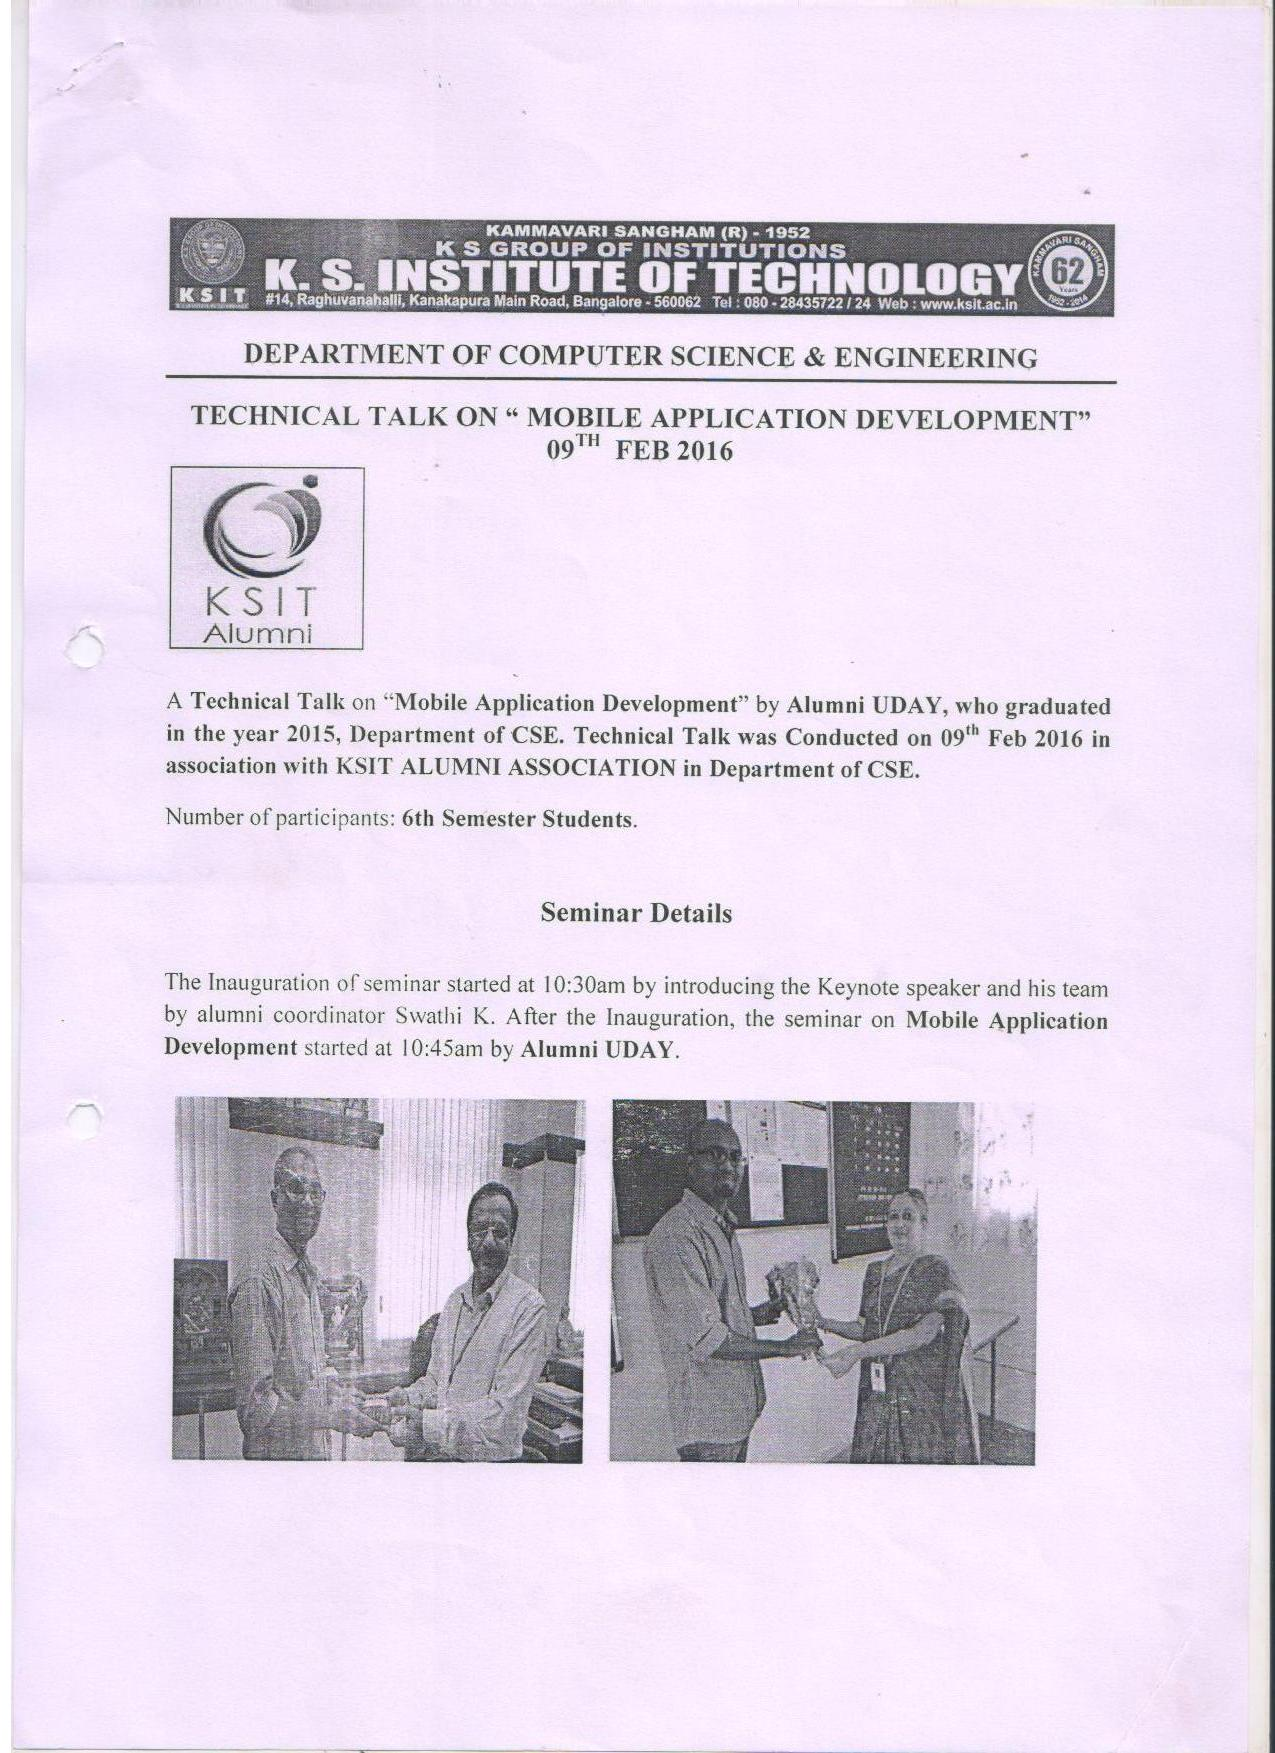 KAMMAVARI SANGHAM (R) - 1952
K S GROUP OF INSTITUTIONS
K. S. INSTITUTE OF TECHNOLOGY
#14, Raghuvanahalli, Kanakapura Main Road, Bangalore - 560062 Tel : 080 - 28435722 / 24 Web : www.ksit.ac.in
KSIT
KAMMAVARI SANGHAM
62
Years
1952 - 2014
DEPARTMENT OF COMPUTER SCIENCE & ENGINEERING
TECHNICAL TALK ON “ MOBILE APPLICATION DEVELOPMENT”
09TH FEB 2016
KSIT
Alumni
A Technical Talk on “Mobile Application Development” by Alumni UDAY, who graduated
in the year 2015, Department of CSE. Technical Talk was Conducted on 09th Feb 2016 in
association with KSIT ALUMNI ASSOCIATION in Department of CSE.
Number of participants: 6th Semester Students.
Seminar Details
The Inauguration of seminar started at 10:30am by introducing the Keynote speaker and his team
by alumni coordinator Swathi K. After the Inauguration, the seminar on Mobile Application
Development started at 10:45am by Alumni UDAY.